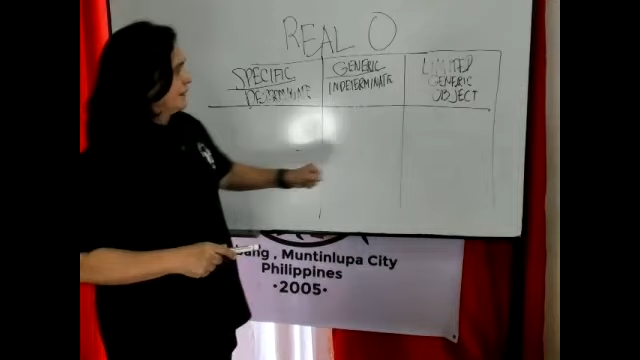 REAL O
SPECIFIC
DETERMINATE
GENERIC
INDETERMINATE
LIMITED
GENERIC
OBJECT
, Muntinlupa City
Philippines
•2005•